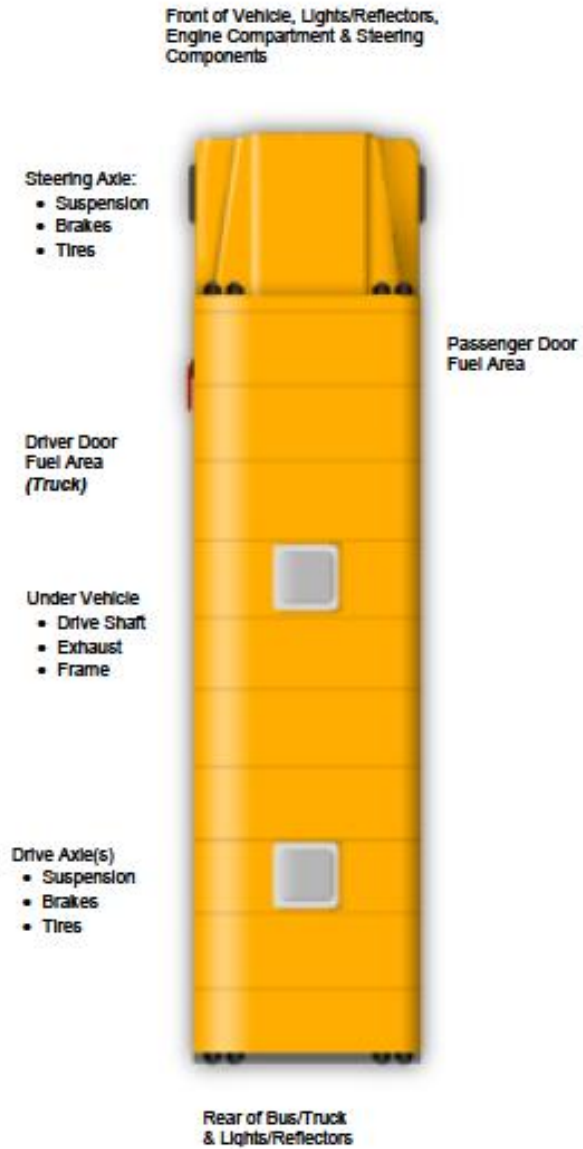 Front of Vehicle, Lights/Reflectors,
Engine Compartment & Steering
Components
Steering Axle:
• Suspension
• Brakes
• Tires
Passenger Door
Fuel Area
Driver Door
Fuel Area
(Truck)
Under Vehicle
• Drive Shaft
• Exhaust
• Frame
Drive Axle(s)
• Suspension
• Brakes
• Tires
Rear of Bus/Truck
& Lights/Reflectors